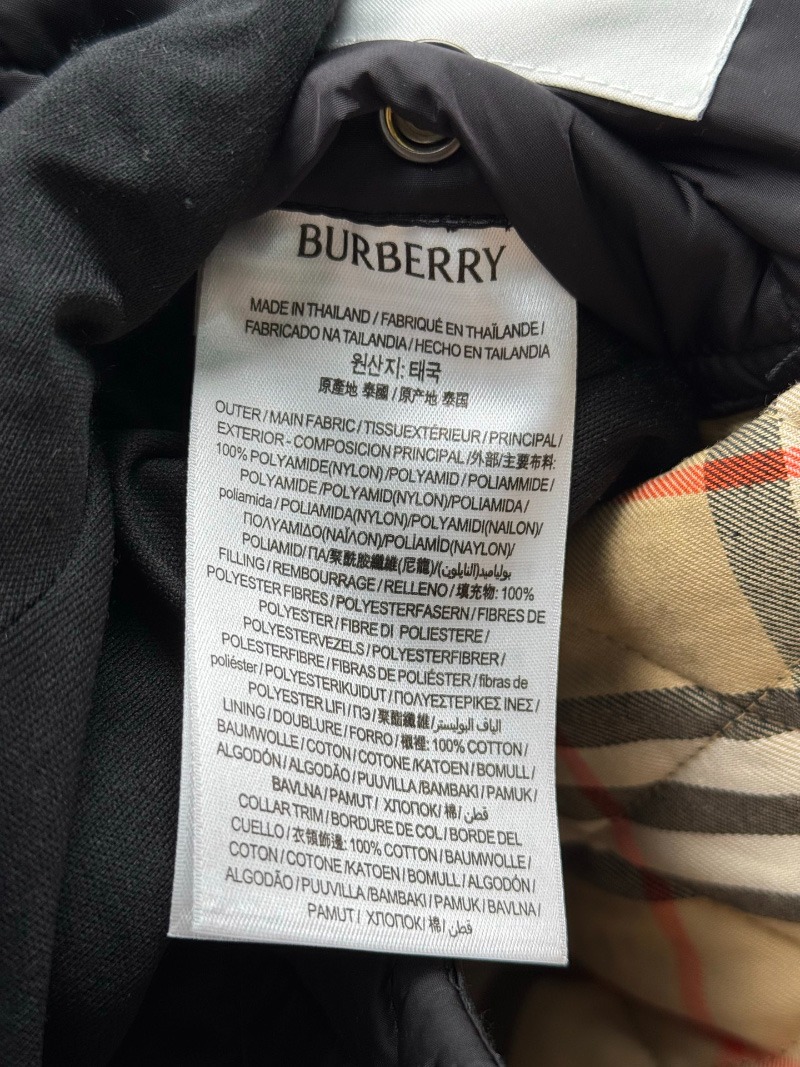 BURBERRY
MADE IN THAILAND / FABRIQUÉ EN THAÏLANDE /
FABRICADO NA TAILANDIA / HECHO EN TAILANDIA
원산지: 태국
原產地 泰國 / 原产地 泰国
OUTER / MAIN FABRIC / TISSUEXTÉRIEUR / PRINCIPAL /
EXTERIOR - COMPOSICION PRINCIPAL /外部/主要布料:
100% POLYAMIDE(NYLON) /POLYAMID / POLIAMMIDE /
POLYAMIDE /POLYAMID(NYLON)/POLIAMIDA /
poliamida / POLIAMIDA(NYLON)/POLYAMIDI(NAILON)/
ΠΟΛΥΑΜΙΔΟ(ΝΑΪΛΟΝ)/POLİAMİD(NAYLON)/
POLIAMID/ ПА/聚酰胺纖維(尼龍)/بولياميد(النايلون)
FILLING / REMBOURRAGE / RELLENO / 填充物: 100%
POLYESTER FIBRES / POLYESTERFASERN / FIBRES DE
POLYESTER / FIBRE DI POLIESTERE /
POLYESTERVEZELS / POLYESTERFIBRER /
POLESTERFIBRE / FIBRAS DE POLIÉSTER / fibras de
poliéster / POLYESTERIKUIDUT / ΠΟΛΥΕΣΤΕΡΙΚΕΣ ΙΝΕΣ /
POLYESTER LIFI / ПЭ / 聚酯纖維 / الياف البوليستر
LINING / DOUBLURE / FORRO / 襯裡: 100% COTTON /
BAUMWOLLE / COTON / COTONE /KATOEN / BOMULL /
ALGODÓN / ALGODÃO / PUUVILLA /BAMBAKI / PAMUK /
BAVLNA / PAMUT / ХЛОПОК/ 棉/ قطن
COLLAR TRIM / BORDURE DE COL / BORDE DEL
CUELLO / 衣領飾邊: 100% COTTON / BAUMWOLLE /
COTON / COTONE /KATOEN / BOMULL / ALGODÓN /
ALGODÃO / PUUVILLA /BAMBAKI / PAMUK / BAVLNA /
PAMUT / ХЛОПОК/ 棉/ قطن